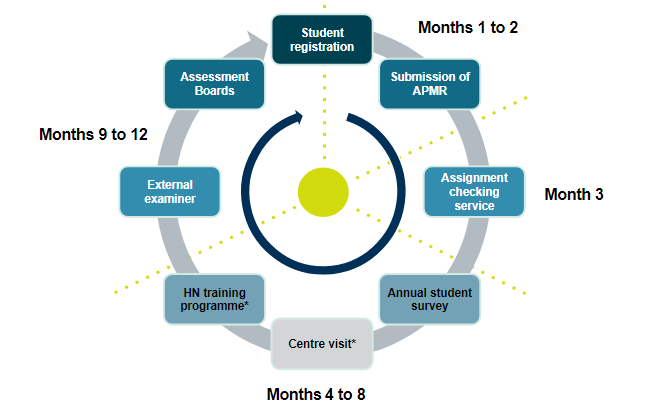 Student
registration
Months 1 to 2
Submission of
APMR
Assignment
checking
service
Month 3
Annual student
survey
Centre visit*
Months 4 to 8
HN training
programme*
External
examiner
Months 9 to 12
Assessment
Boards